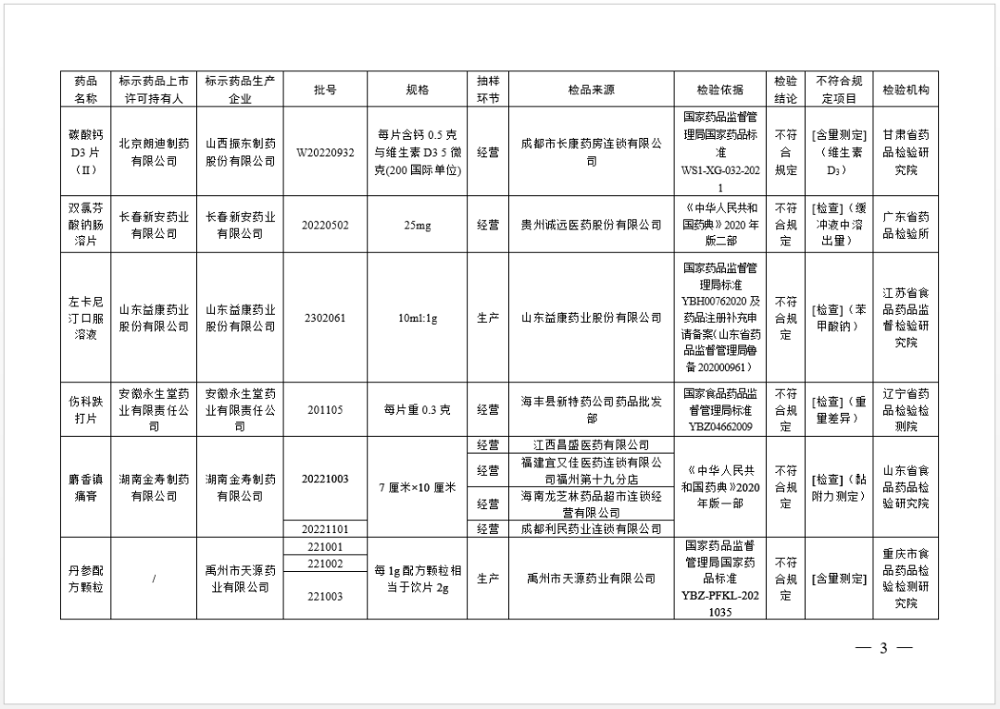 药品
名称
标示药品上市
许可持有人
标示药品生产
企业
批号
规格
抽样
环节
检品来源
检验依据
检验
结论
不符合规
定项目
检验机构
碳酸钙
D3 片
（Ⅱ）
北京朗迪制药
有限公司
山西振东制药
股份有限公司
W20220932
每片含钙 0.5 克
与维生素 D3 5 微
克(200 国际单位)
经营
成都市长康药房连锁有限公
司
国家药品监督管
理局国家药品标
准
WS1-XG-032-202
1
不符
合
规定
[含量测定]
（维生素
D₃）
甘肃省药
品检验研
究院
双氯芬
酸钠肠
溶片
长春新安药业
有限公司
长春新安药业
有限公司
20220502
25mg
经营
贵州诚远医药股份有限公司
《中华人民共和
国药典》2020 年
版二部
不符
合规
定
[检查]（缓
冲液中溶
出量）
广东省药
品检验所
左卡尼
汀口服
溶液
山东益康药业
股份有限公司
山东益康药业
股份有限公司
2302061
10ml:1g
生产
山东益康药业股份有限公司
国家药品监督管
理局标准
YBH00762020 及
药品注册补充申
请备案（山东省药
品监督管理局鲁
备 202000961）
不符
合规
定
[检查]（苯
甲酸钠）
江苏省食
品药品监
督检验研
究院
伤科跌
打片
安徽永生堂药
业有限责任公
司
安徽永生堂药
业有限责任公
司
201105
每片重 0.3 克
经营
海丰县新特药公司药品批发
部
国家食品药品监
督管理局标准
YBZ04662009
不符
合规
定
[检查]（重
量差异）
辽宁省药
品检验检
测院
麝香镇
痛膏
湖南金寿制药
有限公司
湖南金寿制药
有限公司
20221003
20221101
7 厘米×10 厘米
经营
江西昌盛医药有限公司
经营
福建宜又佳医药连锁有限公
司福州第十九分店
经营
海南龙芝林药品超市连锁经
营有限公司
经营
成都利民药业连锁有限公司
《中华人民共
和国药典》2020
年版一部
不符
合规
定
[检查]（黏
附力测定）
山东省食
品药品检
验研究院
丹参配
方颗粒
/
禹州市天源药
业有限公司
221001
221002
221003
每 1g 配方颗粒相
当于饮片 2g
生产
禹州市天源药业有限公司
国家药品监督
管理局国家药
品标准
YBZ-PFKL-202
1035
不符
合规
定
[含量测定]
重庆市食
品药品检
验检测研
究院
— 3 —